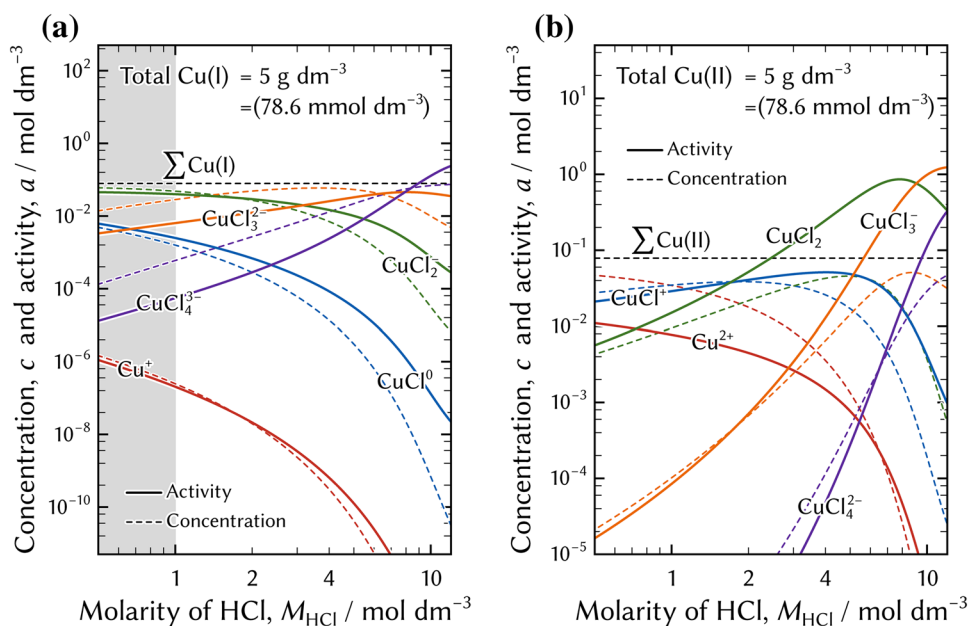 (a)
Concentration, c and activity, a / mol dm⁻³
10²
10⁰
10⁻²
10⁻⁴
10⁻⁶
10⁻⁸
10⁻¹⁰
Total Cu(I) = 5 g dm⁻³
=(78.6 mmol dm⁻³)
∑Cu(I)
CuCl₃²⁻
CuCl₂⁻
CuCl₄³⁻
Cu⁺
CuCl⁰
Activity
Concentration
1 2 4 10
Molarity of HCl, M_HCl / mol dm⁻³
(b)
Concentration, c and activity, a / mol dm⁻³
10¹
10⁰
10⁻¹
10⁻²
10⁻³
10⁻⁴
10⁻⁵
Total Cu(II) = 5 g dm⁻³
=(78.6 mmol dm⁻³)
Activity
Concentration
CuCl₂
CuCl₃⁻
∑Cu(II)
CuCl⁺
Cu²⁺
CuCl₄²⁻
1 2 4 10
Molarity of HCl, M_HCl / mol dm⁻³